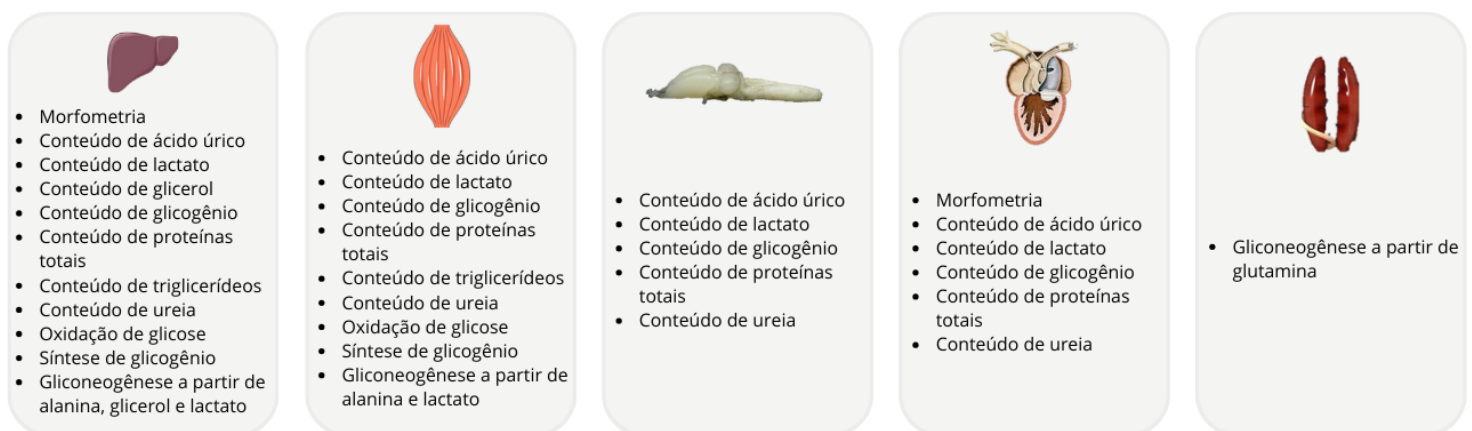 Morfometria
Conteúdo de ácido úrico
Conteúdo de lactato
Conteúdo de glicerol
Conteúdo de glicogênio
Conteúdo de proteínas
totais
Conteúdo de triglicerídeos
Conteúdo de ureia
Oxidação de glicose
Síntese de glicogênio
Gliconeogênese a partir de
alanina, glicerol e lactato
Conteúdo de ácido úrico
Conteúdo de lactato
Conteúdo de glicogênio
Conteúdo de proteínas
totais
Conteúdo de triglicerídeos
Conteúdo de ureia
Oxidação de glicose
Síntese de glicogênio
Gliconeogênese a partir de
alanina e lactato
Conteúdo de ácido úrico
Conteúdo de lactato
Conteúdo de glicogênio
Conteúdo de proteínas
totais
Conteúdo de ureia
Morfometria
Conteúdo de ácido úrico
Conteúdo de lactato
Conteúdo de glicogênio
Conteúdo de proteínas
totais
Conteúdo de ureia
Gliconeogênese a partir de
glutamina